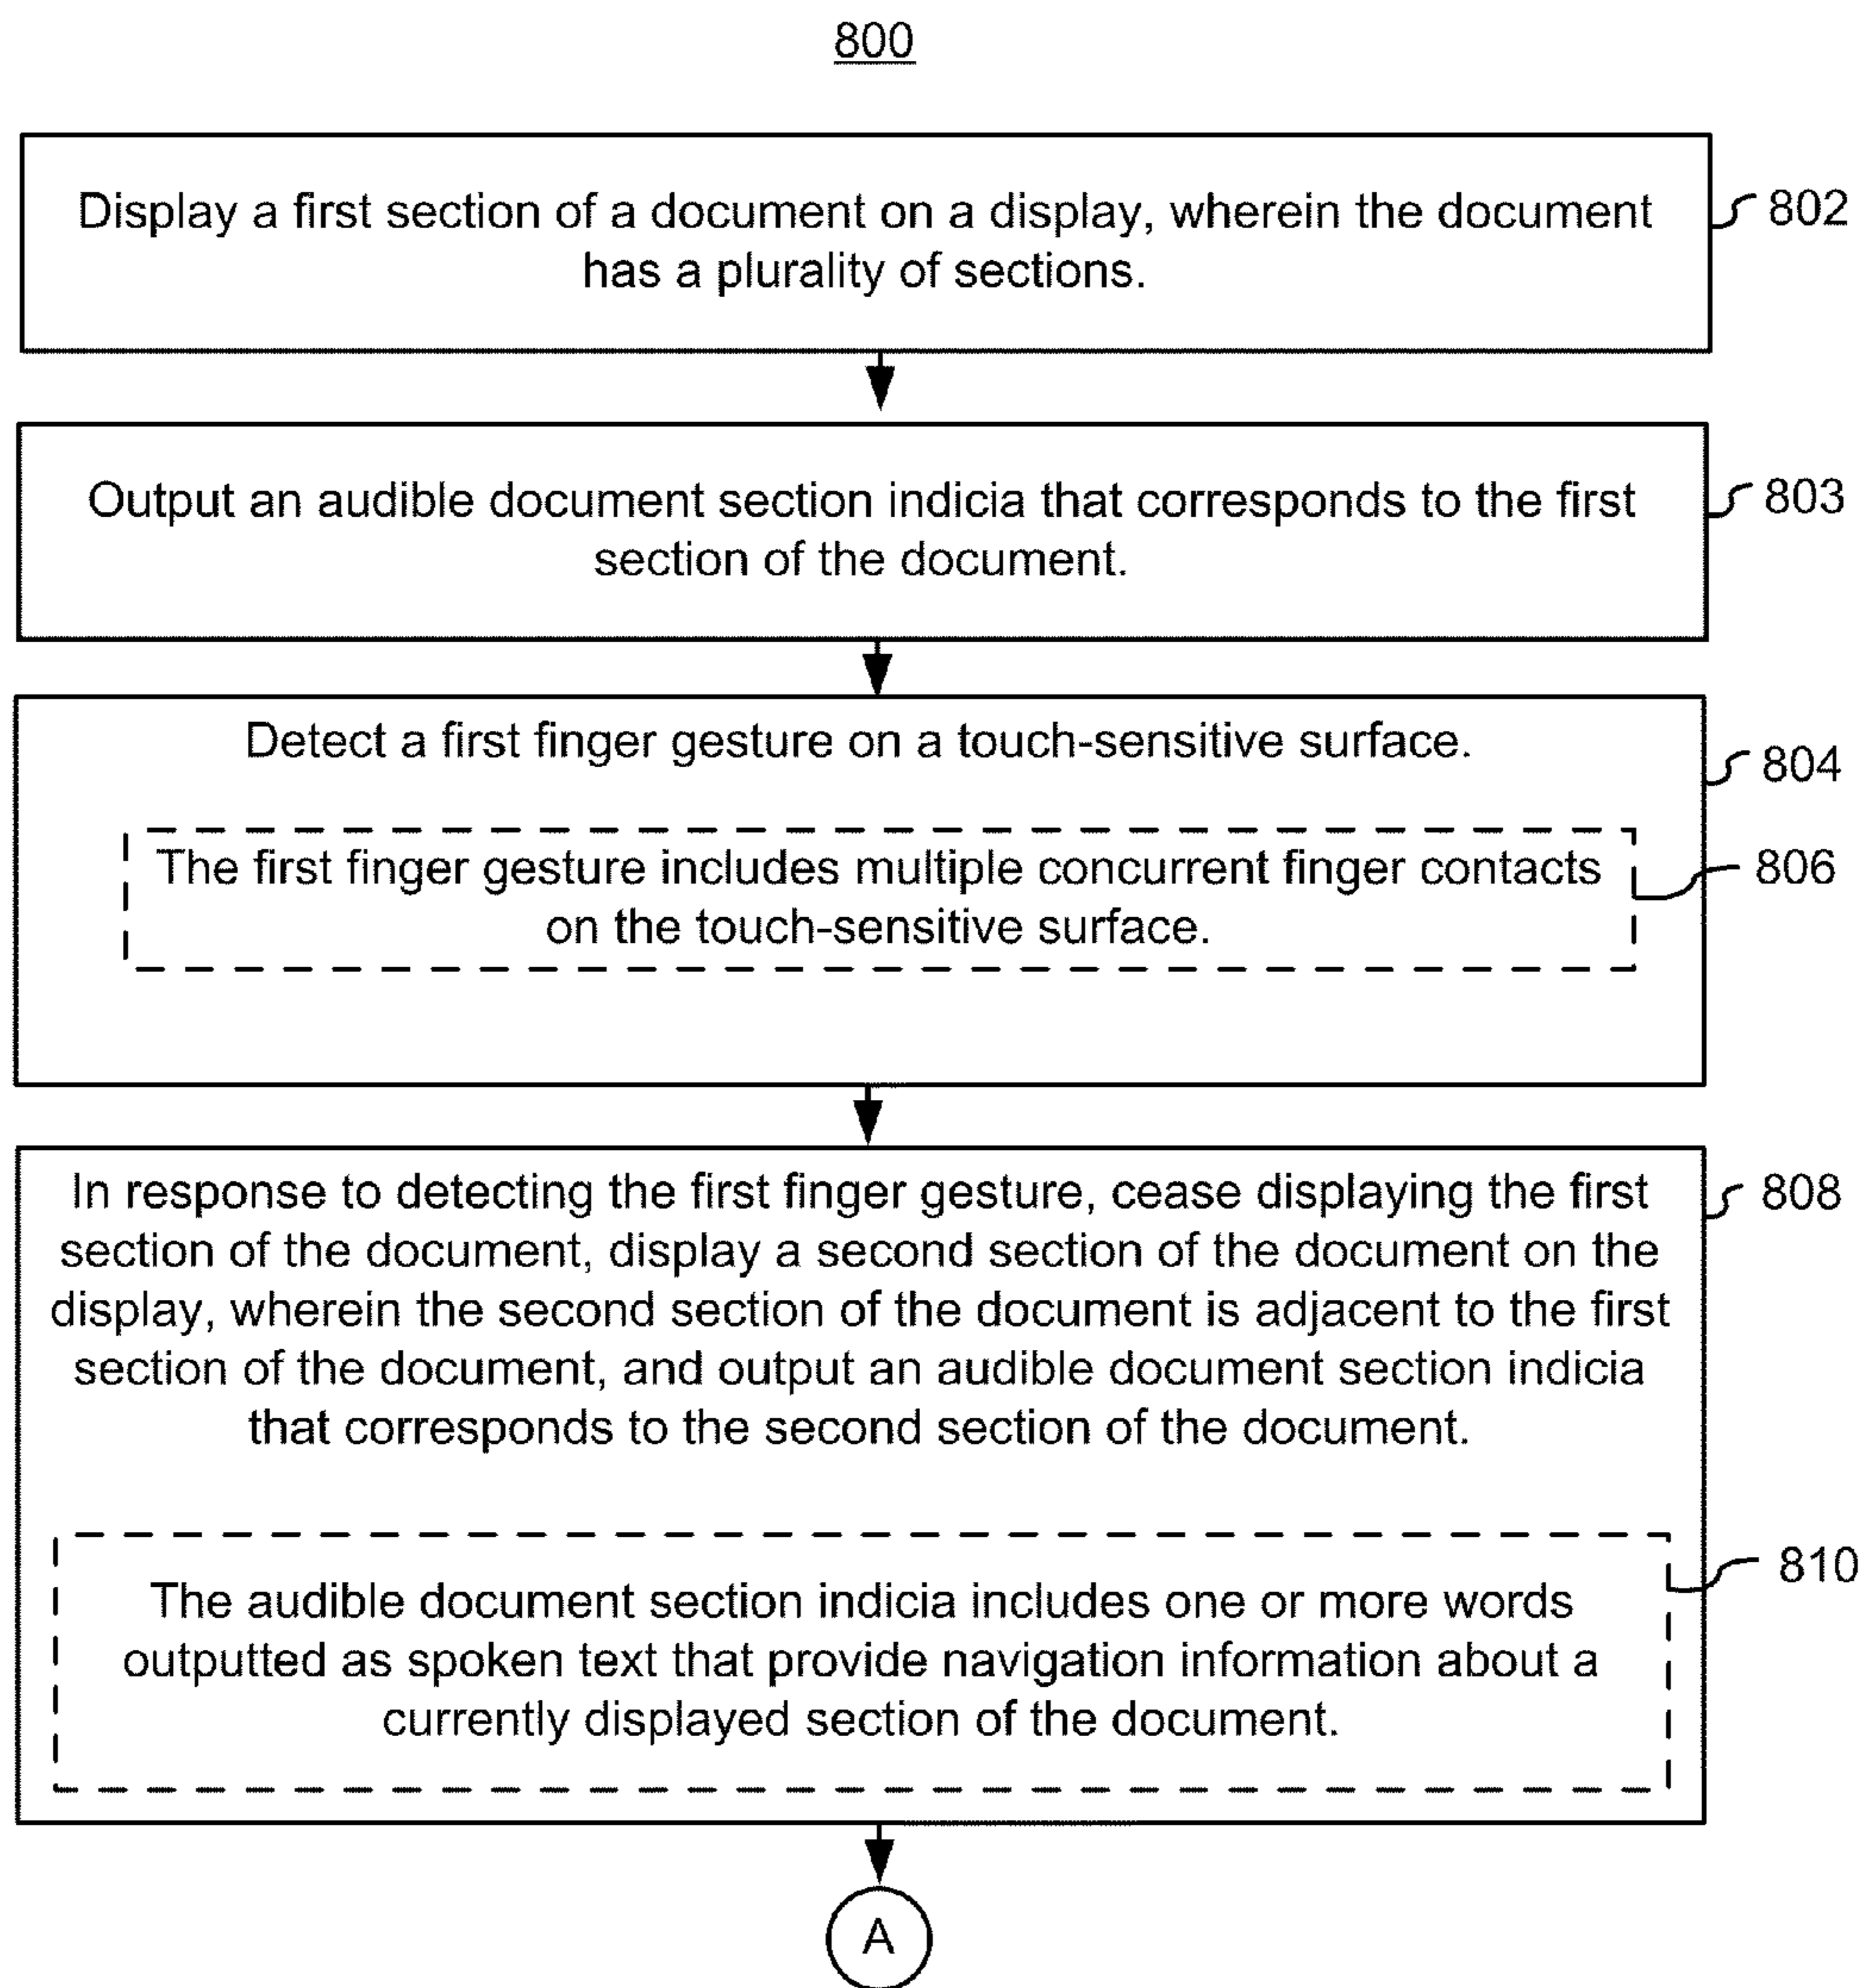 800
Display a first section of a document on a display, wherein the document
has a plurality of sections.
802
Output an audible document section indicia that corresponds to the first
section of the document.
803
Detect a first finger gesture on a touch-sensitive surface.
804
The first finger gesture includes multiple concurrent finger contacts
on the touch-sensitive surface.
806
In response to detecting the first finger gesture, cease displaying the first
section of the document, display a second section of the document on the
display, wherein the second section of the document is adjacent to the first
section of the document, and output an audible document section indicia
that corresponds to the second section of the document.
808
The audible document section indicia includes one or more words
outputted as spoken text that provide navigation information about a
currently displayed section of the document.
810
A